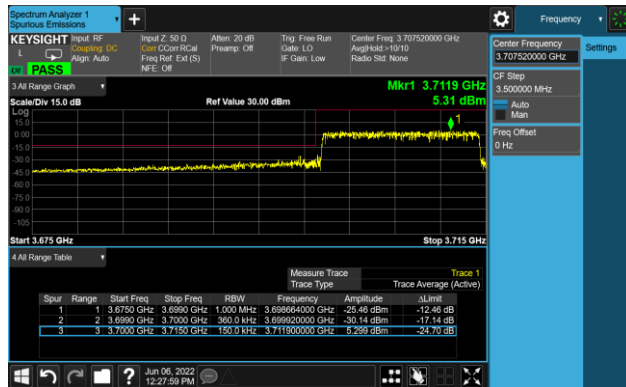 Spectrum Analyzer 1
Spurious Emissions
Frequency
KEYSIGHT Input: RF Input Z: 50 Ω Atten: 20 dB Trig: Free Run Center Freq: 3.707520000 GHz
L Coupling: DC Corr CCorr RCal Preamp: Off Gate: LO Avg|Hold:>10/10
Align: Auto Freq Ref: Ext (S) IF Gain: Low Radio Std: None
NFE: Off
PASS
Center Frequency
3.707520000 GHz
Settings
CF Step
3.500000 MHz
Auto
Man
Freq Offset
0 Hz
3 All Range Graph
Mkr1 3.7119 GHz
Scale/Div 15.0 dB Ref Value 30.00 dBm 5.31 dBm
Log
15.0
0.00
-15.0
-30.0
-45.0
-60.0
-75.0
-90.0
-105
1
Start 3.675 GHz Stop 3.715 GHz
4 All Range Table
Measure Trace Trace 1
Trace Type Trace Average (Active)
Spur Range Start Freq Stop Freq RBW Frequency Amplitude ΔLimit
1 1 3.6750 GHz 3.6990 GHz 1.000 MHz 3.698664000 GHz -25.46 dBm -12.46 dB
2 2 3.6990 GHz 3.7000 GHz 360.0 kHz 3.699920000 GHz -30.14 dBm -17.14 dB
3 3 3.7000 GHz 3.7150 GHz 150.0 kHz 3.711900000 GHz 5.299 dBm -24.70 dB
Jun 06, 2022
12:27:59 PM